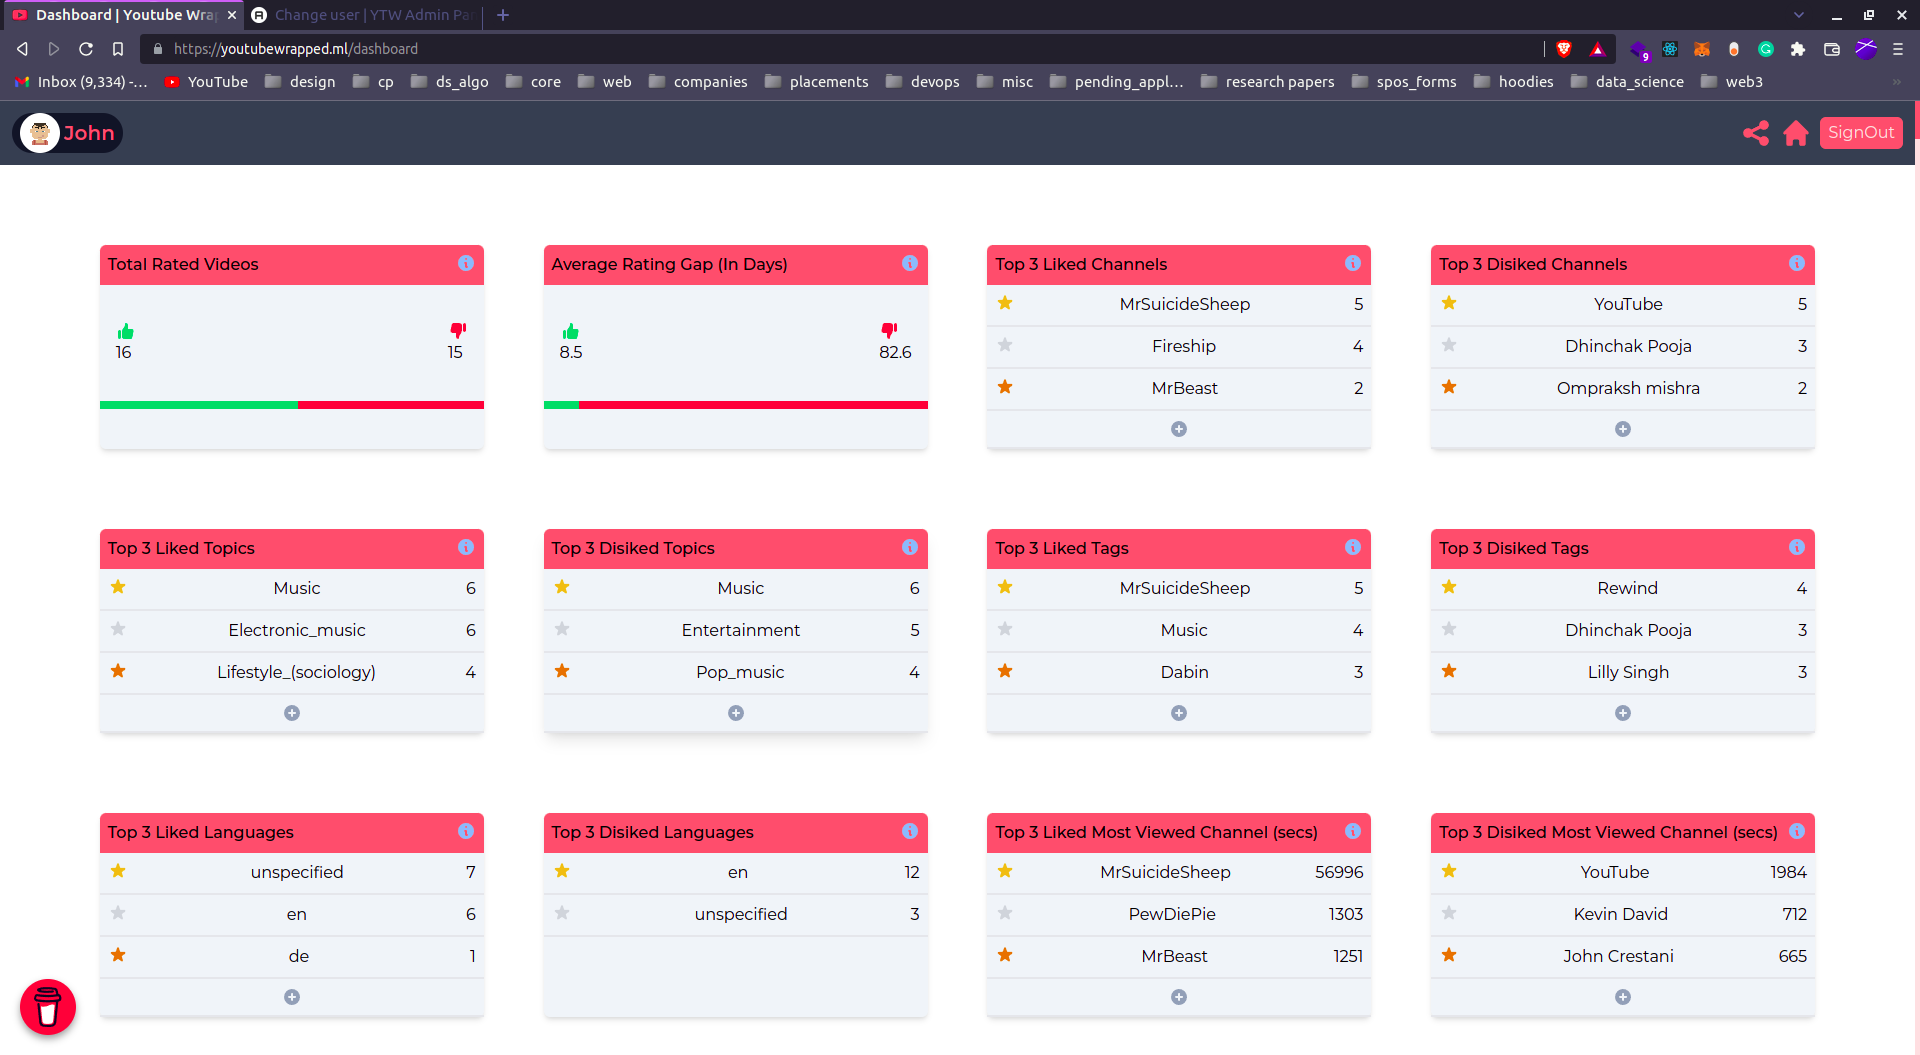 Dashboard | Youtube Wrap
Change user | YTW Admin Pan
https://youtubewrapped.ml/dashboard
9
Inbox (9,334) -...
YouTube
design
cp
ds_algo
core
web
companies
placements
devops
misc
pending_appl...
research papers
spos_forms
hoodies
data_science
web3
John
SignOut
Total Rated Videos
16
15
Average Rating Gap (In Days)
8.5
82.6
Top 3 Liked Channels
MrSuicideSheep 5
Fireship 4
MrBeast 2
Top 3 Disiked Channels
YouTube 5
Dhinchak Pooja 3
Ompraksh mishra 2
Top 3 Liked Topics
Music 6
Electronic_music 6
Lifestyle_(sociology) 4
Top 3 Disiked Topics
Music 6
Entertainment 5
Pop_music 4
Top 3 Liked Tags
MrSuicideSheep 5
Music 4
Dabin 3
Top 3 Disiked Tags
Rewind 4
Dhinchak Pooja 3
Lilly Singh 3
Top 3 Liked Languages
unspecified 7
en 6
de 1
Top 3 Disiked Languages
en 12
unspecified 3
Top 3 Liked Most Viewed Channel (secs)
MrSuicideSheep 56996
PewDiePie 1303
MrBeast 1251
Top 3 Disiked Most Viewed Channel (secs)
YouTube 1984
Kevin David 712
John Crestani 665